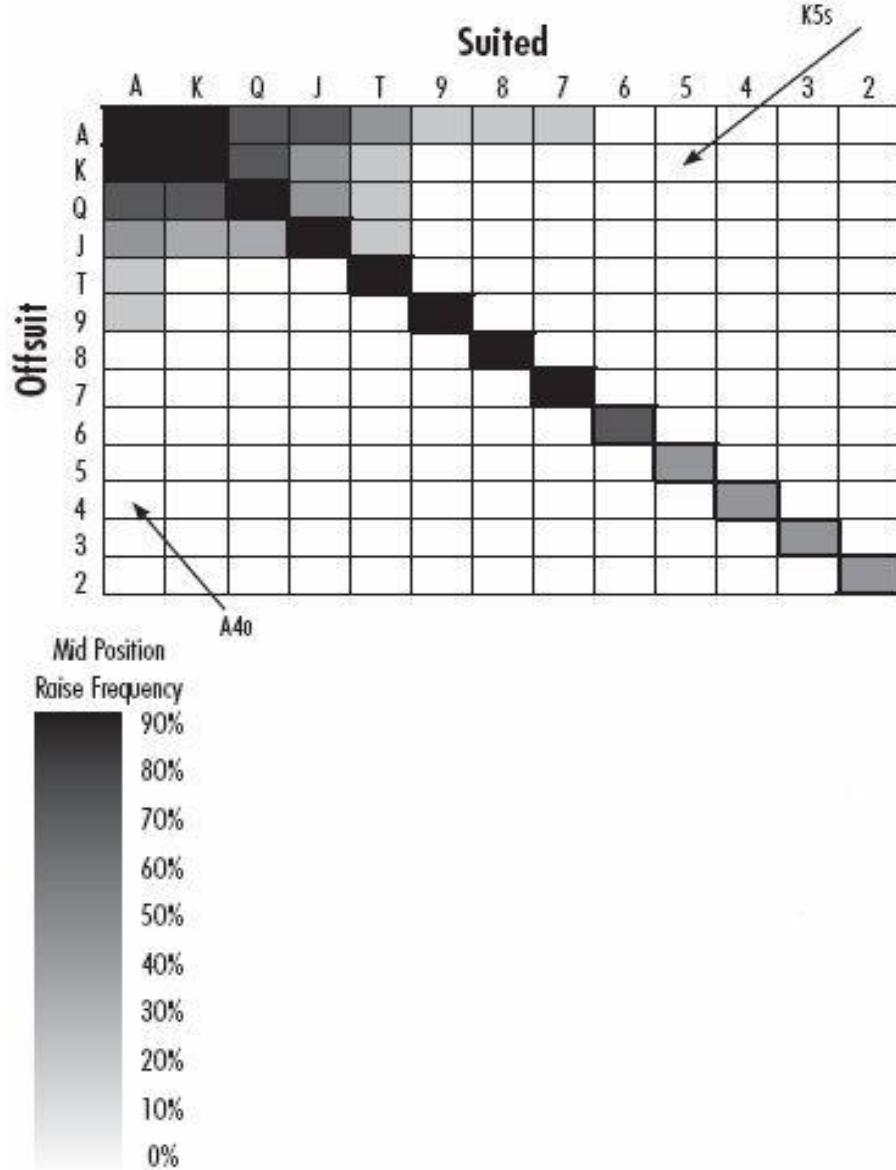 K5s
Suited
A K Q J T 9 8 7 6 5 4 3 2
A
K
Q
J
T
9
8
7
6
5
4
3
2
Offsuit
A4o
Mid Position
Raise Frequency
90%
80%
70%
60%
50%
40%
30%
20%
10%
0%